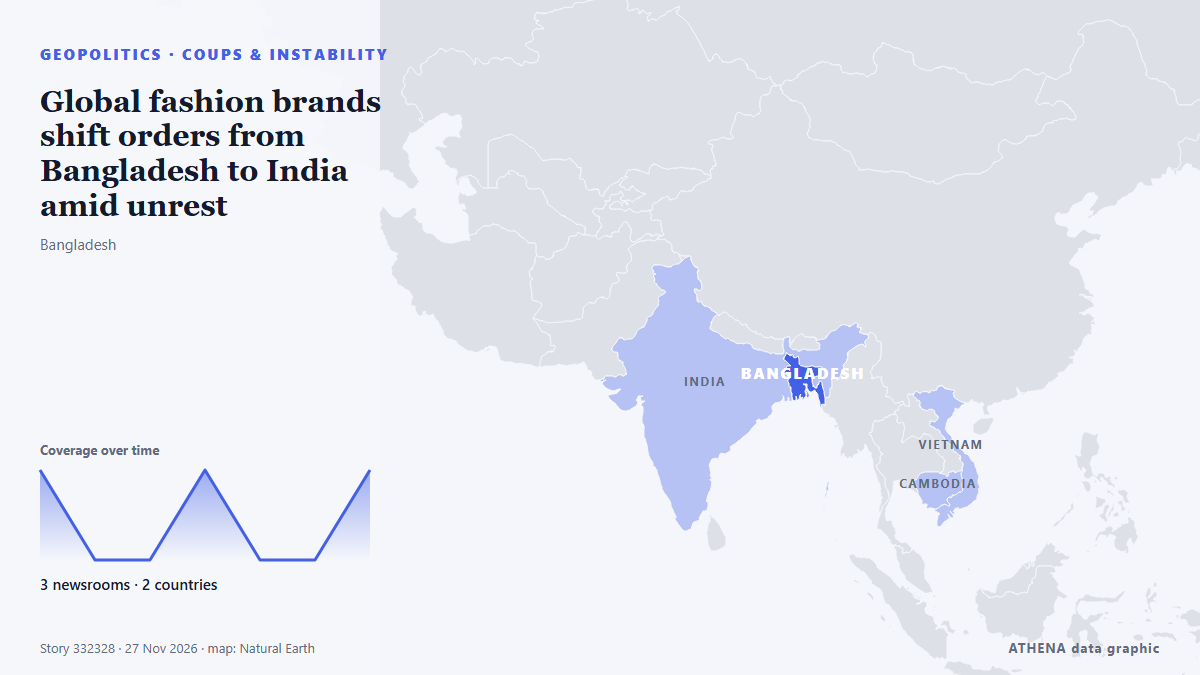 GEOPOLITICS · COUPS & INSTABILITY
Global fashion brands
shift orders from
Bangladesh to India
amid unrest
Bangladesh
INDIA
BANGLADESH
VIETNAM
CAMBODIA
Coverage over time
3 newsrooms · 2 countries
Story 332328 · 27 Nov 2026 · map: Natural Earth
ATHENA data graphic